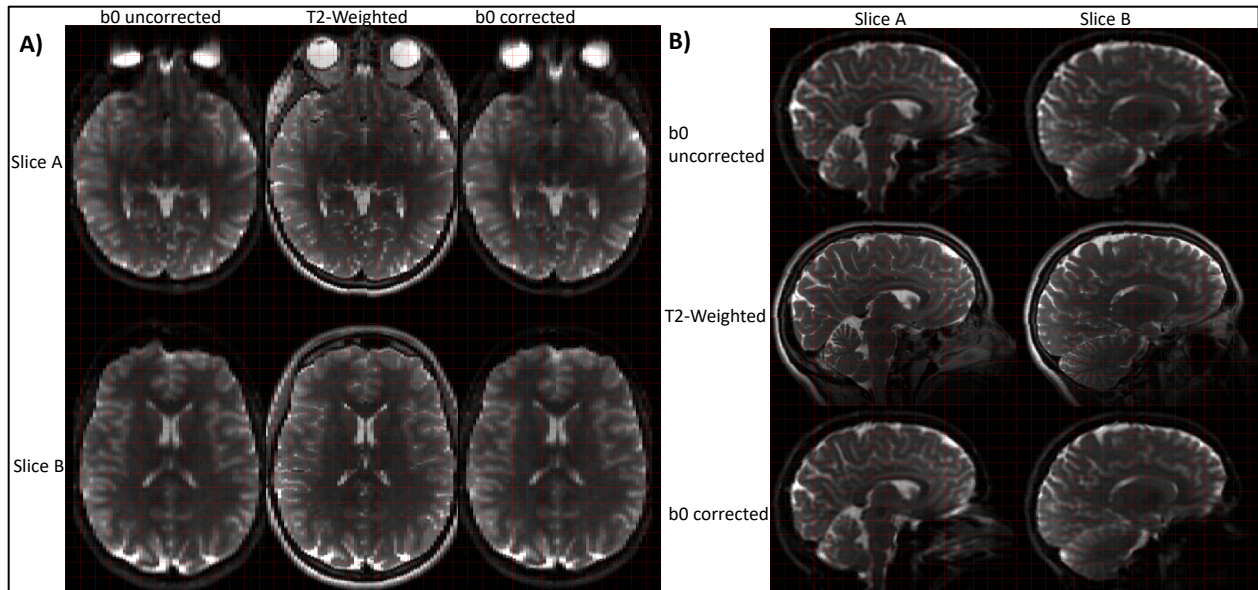 A)
b0 uncorrected
T2-Weighted
b0 corrected
Slice A
Slice B
B)
Slice A
Slice B
b0
uncorrected
T2-Weighted
b0 corrected